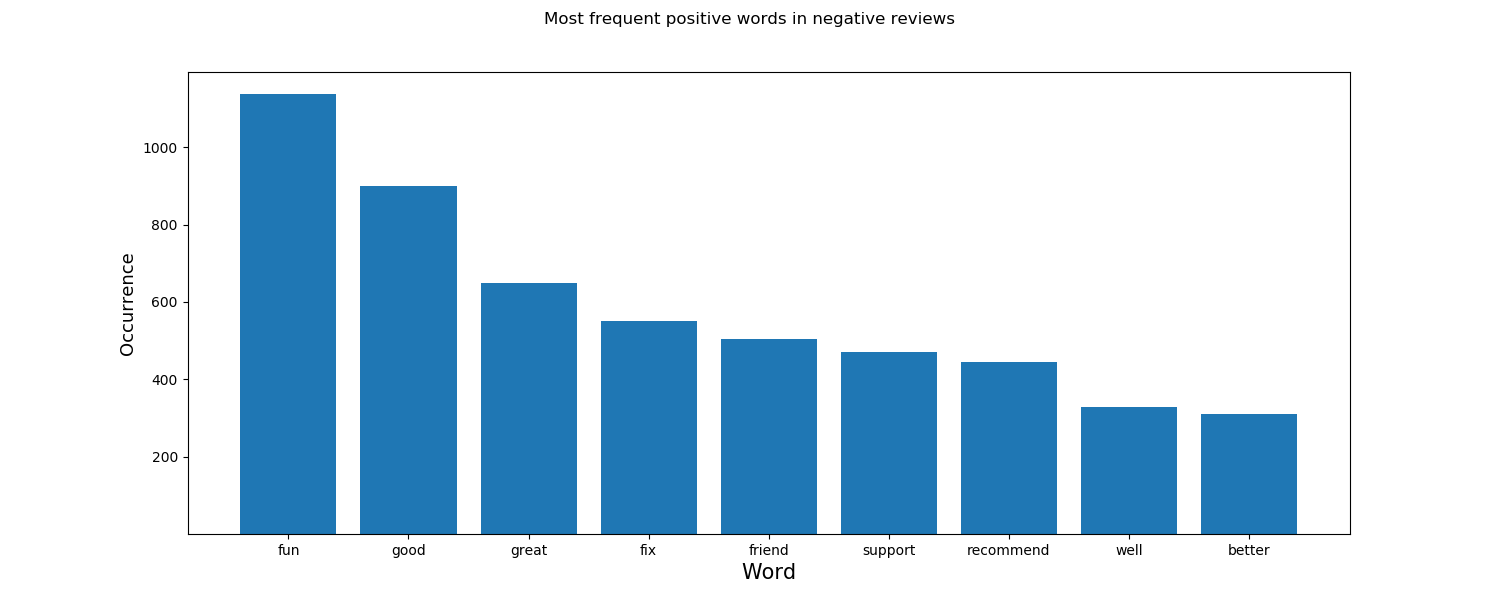 Most frequent positive words in negative reviews
1000
800
600
400
200
Occurrence
fun good great fix friend support recommend well better
Word